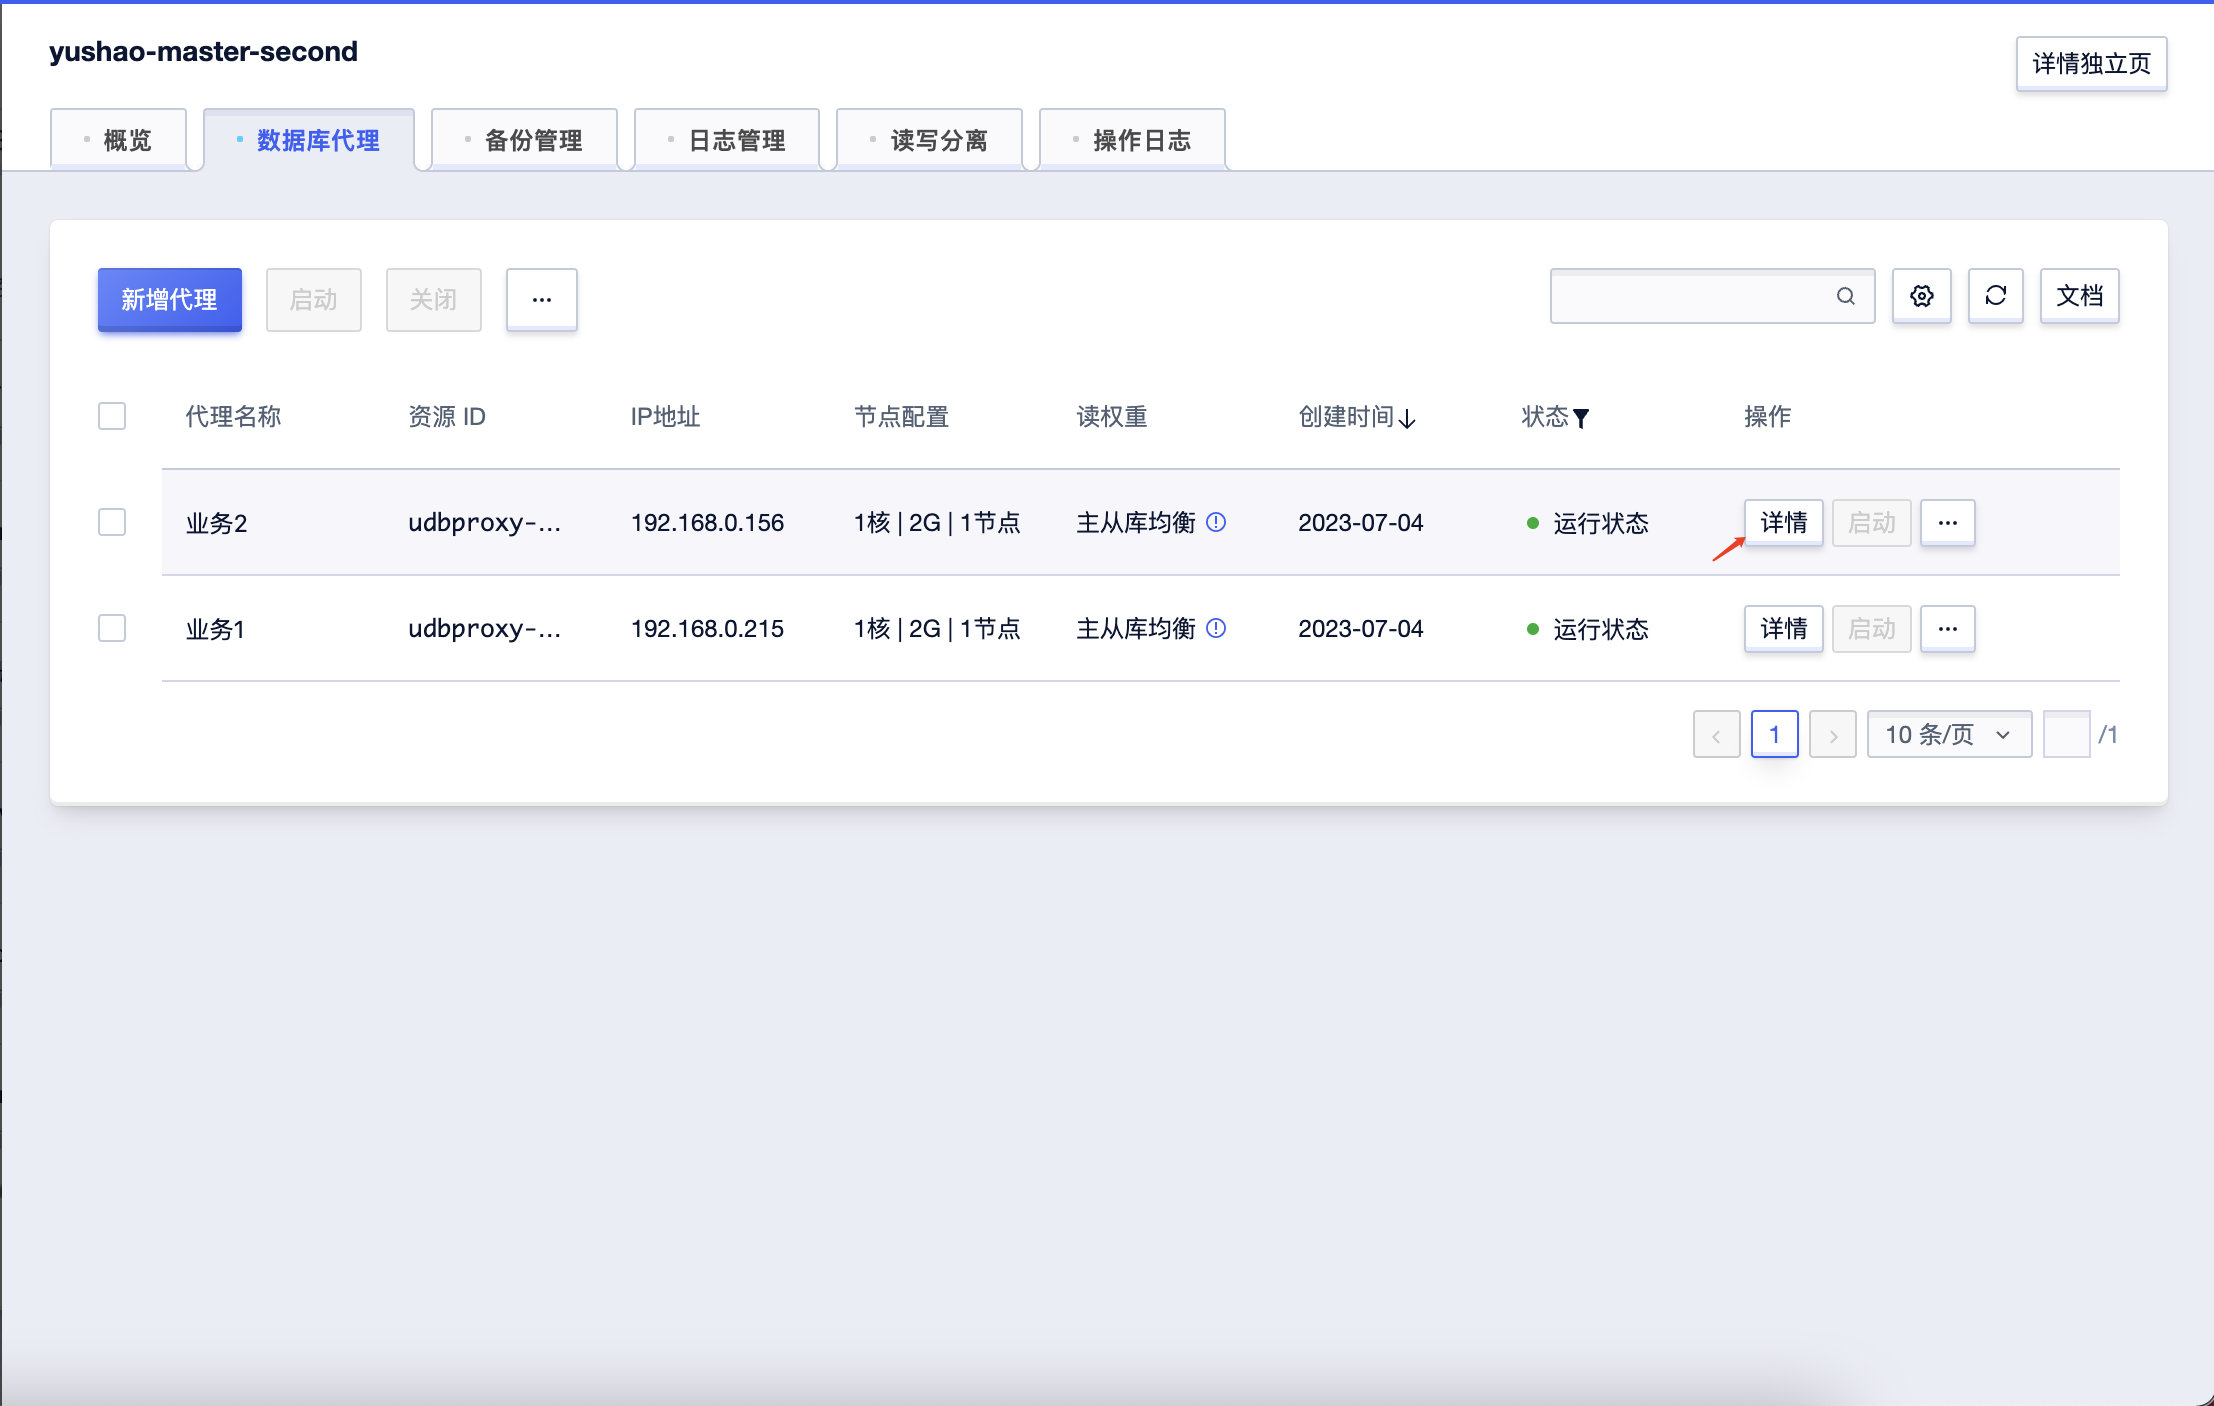 yushao-master-second
详情独立页
概览 数据库代理 备份管理 日志管理 读写分离 操作日志
新增代理 启动 关闭 ··· 文档
代理名称 资源 ID IP地址 节点配置 读权重 创建时间 状态 操作
业务2 udbproxy-... 192.168.0.156 1核 | 2G | 1节点 主从库均衡 2023-07-04 运行状态 详情 启动 ···
业务1 udbproxy-... 192.168.0.215 1核 | 2G | 1节点 主从库均衡 2023-07-04 运行状态 详情 启动 ···
1 10 条/页 /1